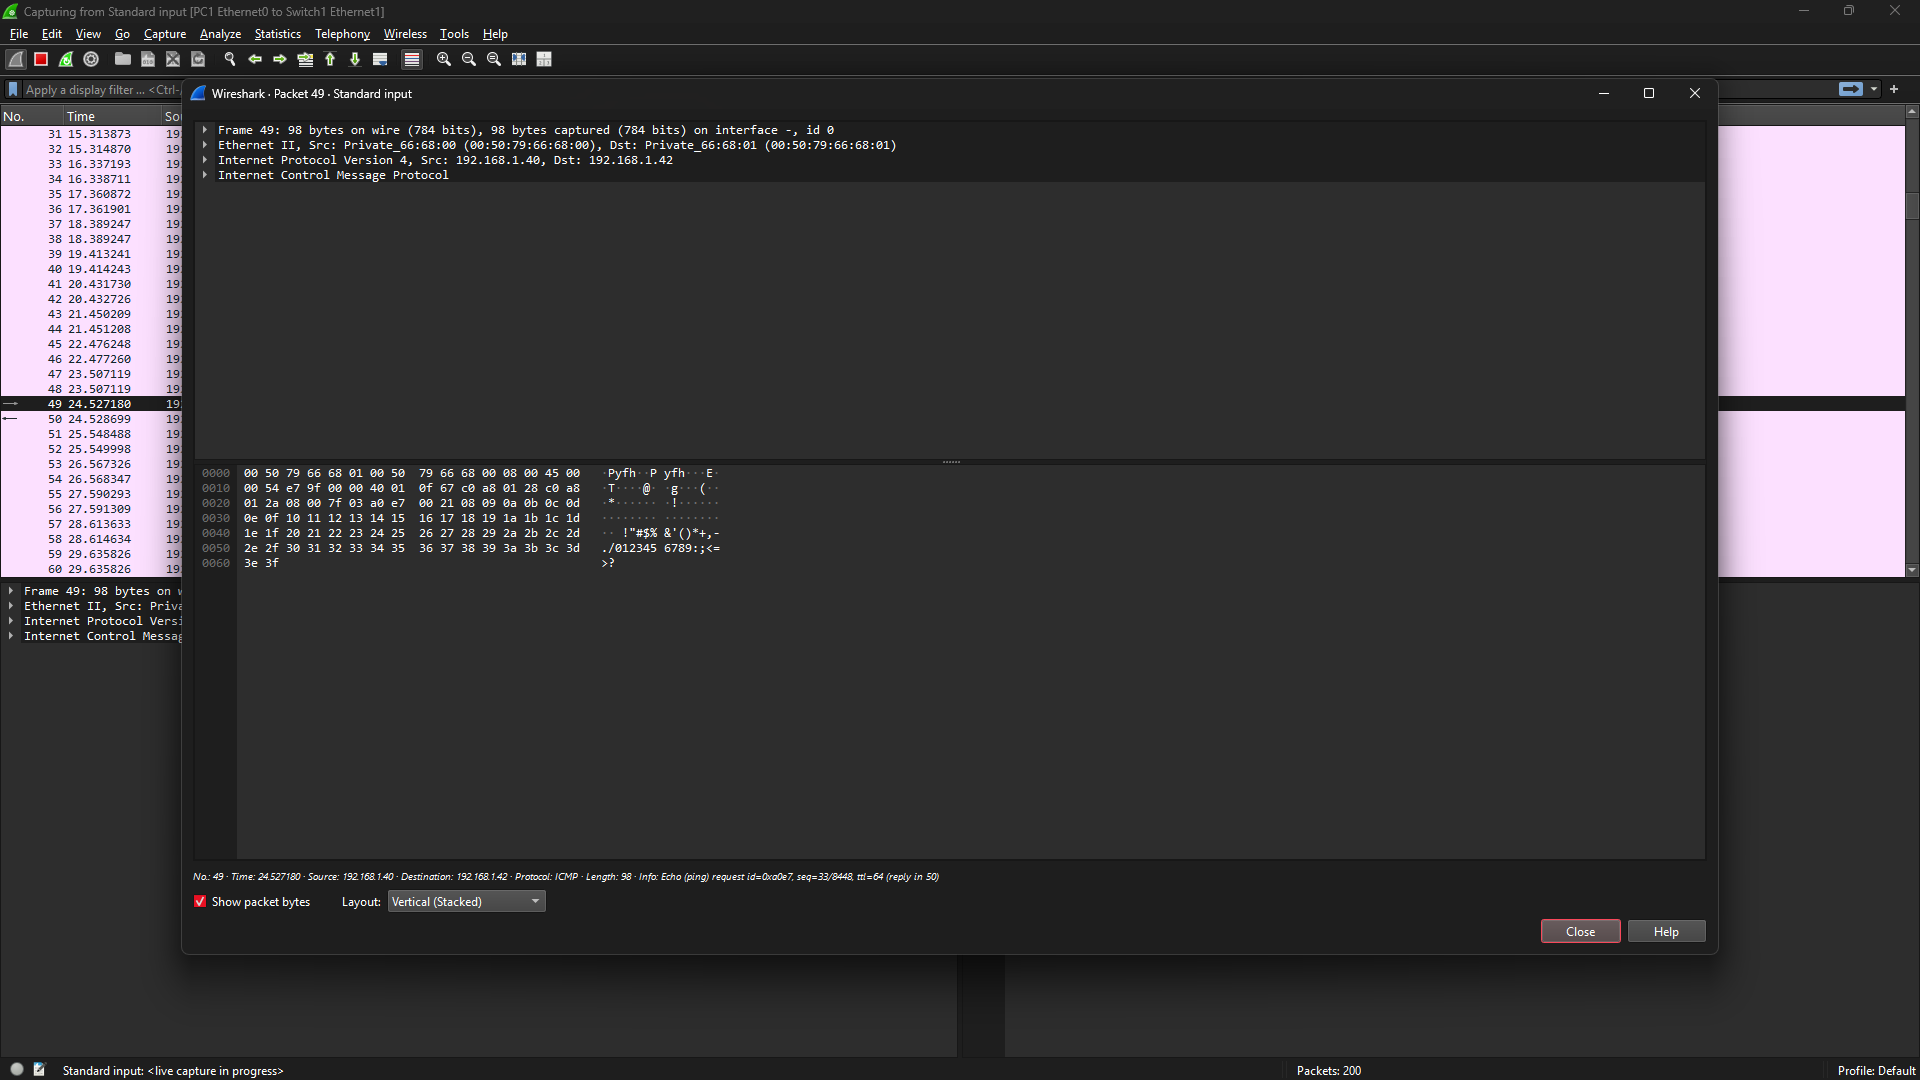 Capturing from Standard input [PC1 Ethernet0 to Switch1 Ethernet1]
File Edit View Go Capture Analyze Statistics Telephony Wireless Tools Help
Apply a display filter ... <Ctrl-/
Wireshark · Packet 49 · Standard input
No. Time Sou
31 15.313873 19
32 15.314870 19
33 16.337193 19
34 16.338711 19
35 17.360872 19
36 17.361901 19
37 18.389247 19
38 18.389247 19
39 19.413241 19
40 19.414243 19
41 20.431730 19
42 20.432726 19
43 21.450209 19
44 21.451208 19
45 22.476248 19
46 22.477260 19
47 23.507119 19
48 23.507119 19
49 24.527180 19
50 24.528699 19
51 25.548488 19
52 25.549998 19
53 26.567326 19
54 26.568347 19
55 27.590293 19
56 27.591309 19
57 28.613633 19
58 28.614634 19
59 29.635826 19
60 29.635826 19
Frame 49: 98 bytes on w
Ethernet II, Src: Priva
Internet Protocol Versi
Internet Control Messag
Frame 49: 98 bytes on wire (784 bits), 98 bytes captured (784 bits) on interface -, id 0
Ethernet II, Src: Private_66:68:00 (00:50:79:66:68:00), Dst: Private_66:68:01 (00:50:79:66:68:01)
Internet Protocol Version 4, Src: 192.168.1.40, Dst: 192.168.1.42
Internet Control Message Protocol
0000 00 50 79 66 68 01 00 50 79 66 68 00 08 00 45 00 ·Pyfh··P yfh···E·
0010 00 54 e7 9f 00 00 40 01 0f 67 c0 a8 01 28 c0 a8 ·T····@· ·g···(··
0020 01 2a 08 00 7f 03 a0 e7 00 21 08 09 0a 0b 0c 0d ·*······ ·!······
0030 0e 0f 10 11 12 13 14 15 16 17 18 19 1a 1b 1c 1d ········ ········
0040 1e 1f 20 21 22 23 24 25 26 27 28 29 2a 2b 2c 2d ·· !"#$% &'()*+,-
0050 2e 2f 30 31 32 33 34 35 36 37 38 39 3a 3b 3c 3d ./012345 6789:;<=
0060 3e 3f >?
No.: 49 · Time: 24.527180 · Source: 192.168.1.40 · Destination: 192.168.1.42 · Protocol: ICMP · Length: 98 · Info: Echo (ping) request id=0xa0e7, seq=33/8448, ttl=64 (reply in 50)
Show packet bytes Layout: Vertical (Stacked)
Close Help
Standard input: <live capture in progress> Packets: 200 Profile: Default